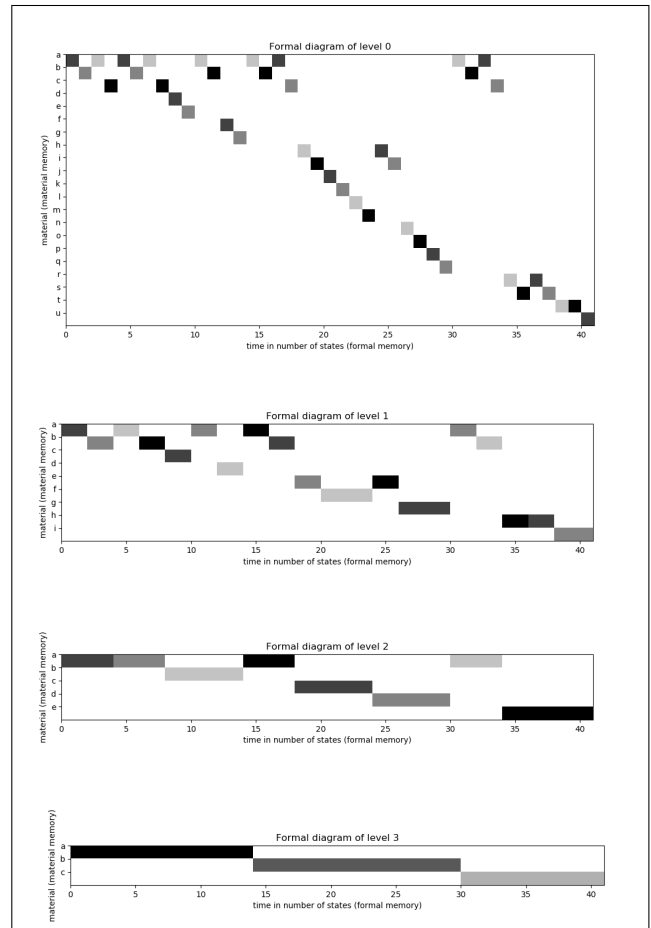 Formal diagram of level 0
material (material memory)
a
b
c
d
e
f
g
h
i
j
k
l
m
n
o
p
q
r
s
t
u
0 5 10 15 20 25 30 35 40
time in number of states (formal memory)
Formal diagram of level 1
material (material memory)
a
b
c
d
e
f
g
h
i
0 5 10 15 20 25 30 35 40
time in number of states (formal memory)
Formal diagram of level 2
material (material memory)
a
b
c
d
e
0 5 10 15 20 25 30 35 40
time in number of states (formal memory)
Formal diagram of level 3
material (material memory)
a
b
c
0 5 10 15 20 25 30 35 40
time in number of states (formal memory)